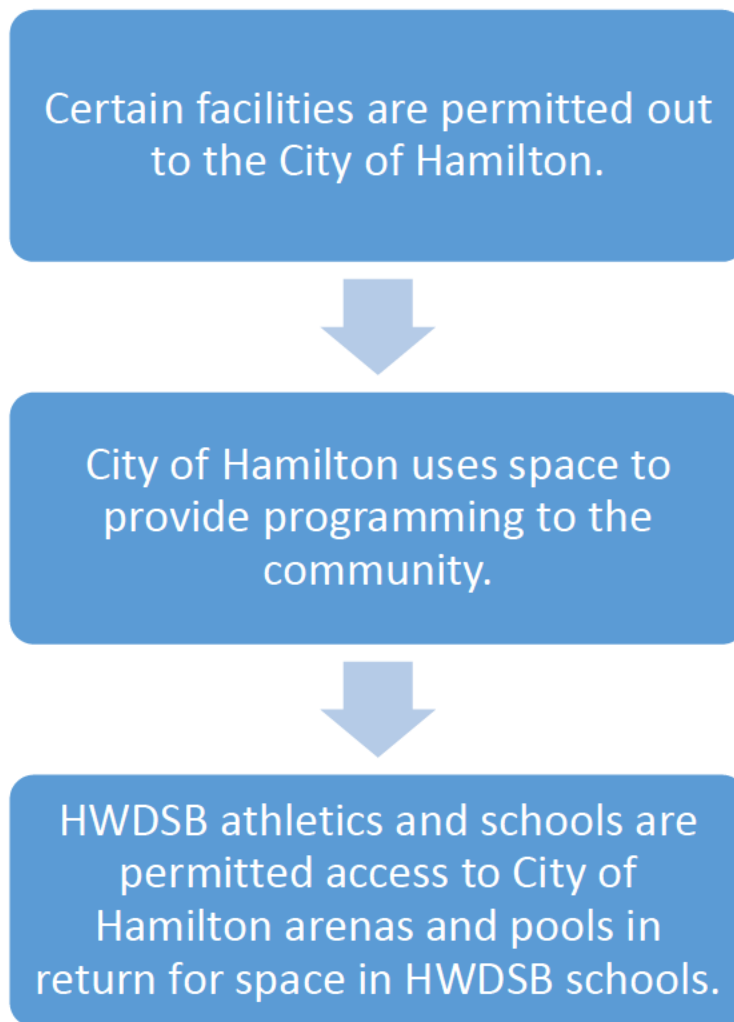 Certain facilities are permitted out
to the City of Hamilton.
City of Hamilton uses space to
provide programming to the
community.
HWDSB athletics and schools are
permitted access to City of
Hamilton arenas and pools in
return for space in HWDSB schools.